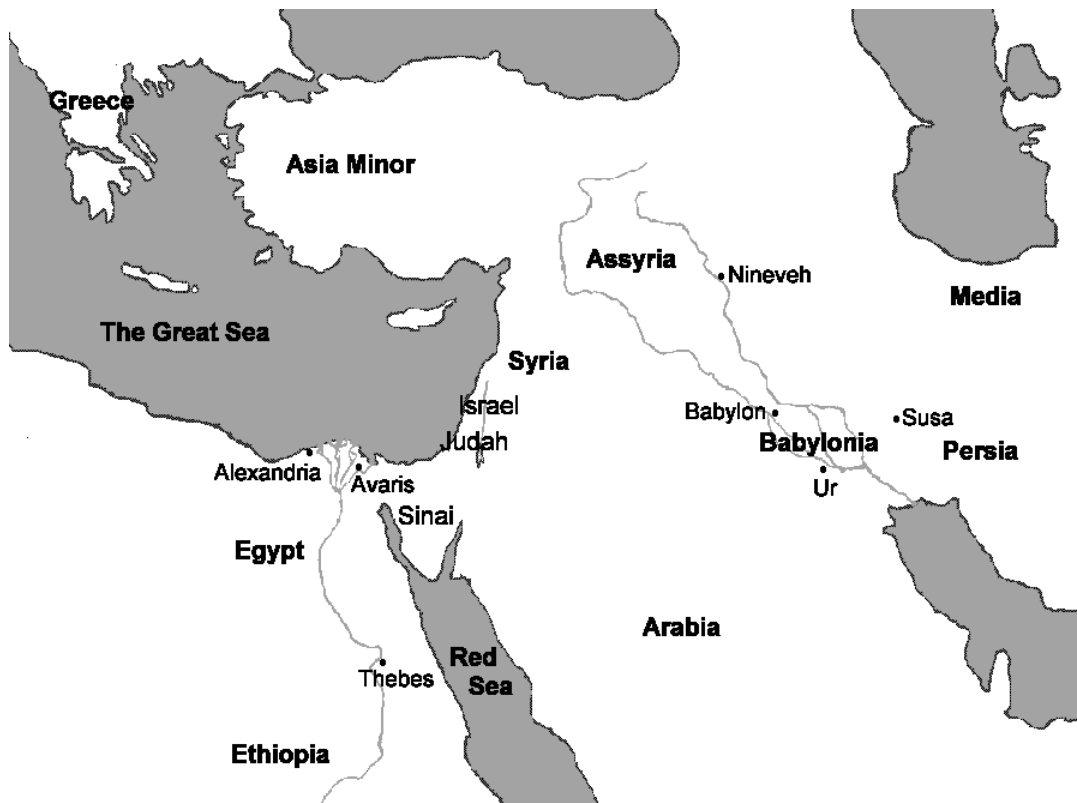 Greece
Asia Minor
Assyria
Nineveh
Media
The Great Sea
Syria
Israel
Babylon
Susa
Judah
Babylonia
Persia
Alexandria
Avaris
Ur
Sinai
Egypt
Arabia
Red
Sea
Thebes
Ethiopia